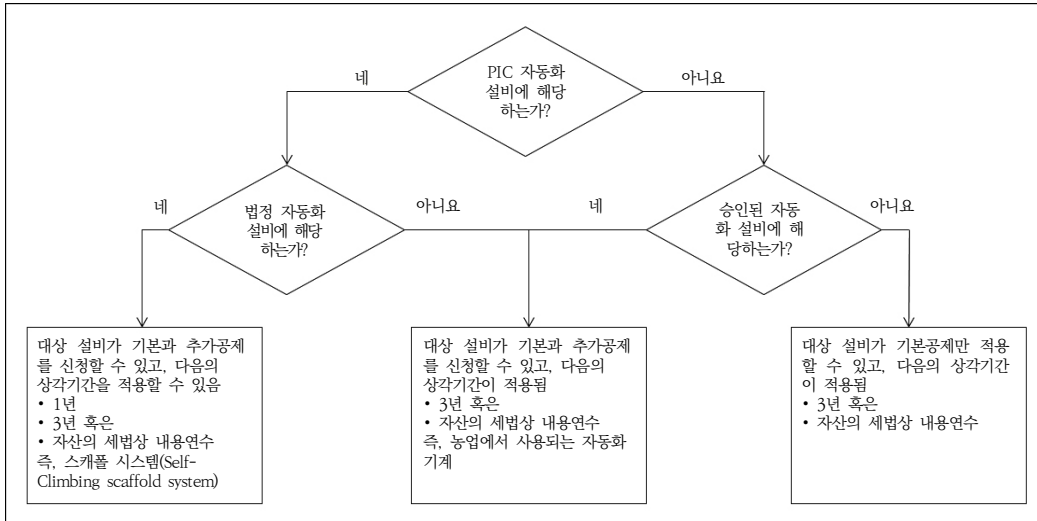 네
PIC 자동화
설비에 해당
하는가?
아니요
네
법정 자동화
설비에 해당
하는가?
아니요
네
승인된 자동
화 설비에 해
당하는가?
아니요
대상 설비가 기본과 추가공제
를 신청할 수 있고, 다음의
상각기간을 적용할 수 있음
• 1년
• 3년 혹은
• 자산의 세법상 내용연수
즉, 스캐폴 시스템(Self-
Climbing scaffold system)
대상 설비가 기본과 추가공제
를 신청할 수 있고, 다음의
상각기간이 적용됨
• 3년 혹은
• 자산의 세법상 내용연수
즉, 농업에서 사용되는 자동화
기계
대상 설비가 기본공제만 적용
할 수 있고, 다음의 상각기간
이 적용됨
• 3년 혹은
• 자산의 세법상 내용연수